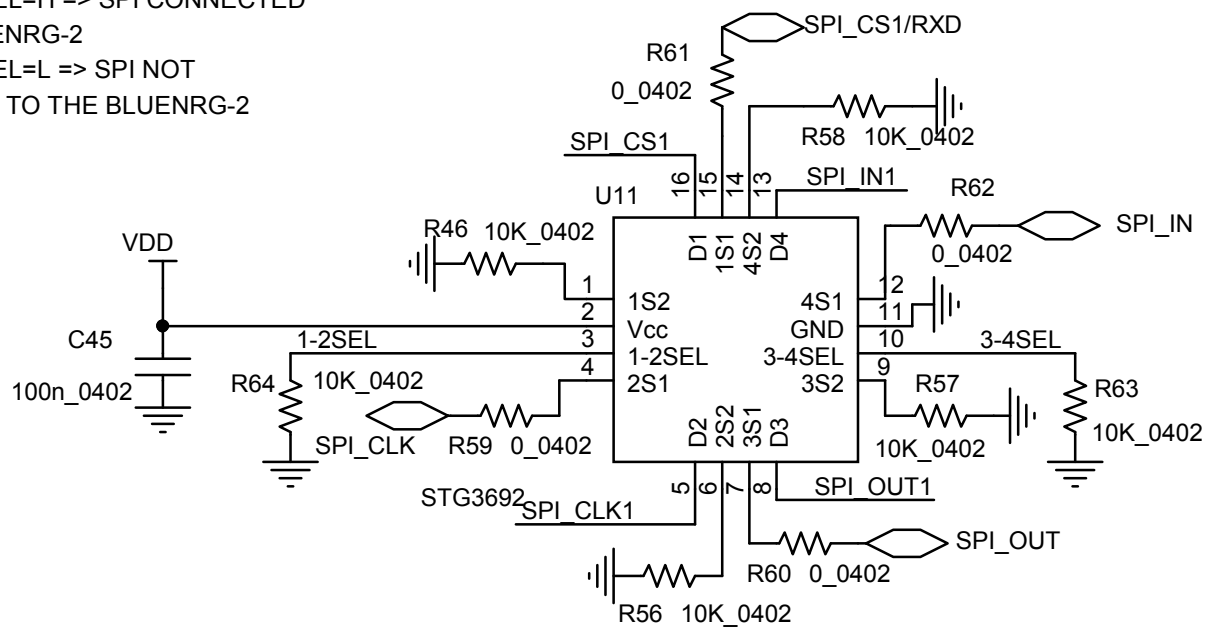 SEL=H => SPI CONNECTED
ENRG-2
EL=L => SPI NOT
TO THE BLUENRG-2
SPI_CS1/RXD
R61
0_0402
R58 10K_0402
SPI_CS1
16
15
14
13
SPI_IN1
R62
U11
R46 10K_0402
D1
1S1
4S2
D4
0_0402
SPI_IN
VDD
1
1S2
4S1
12
2
Vcc
GND
11
C45
1-2SEL
3
1-2SEL
3-4SEL
10
3-4SEL
100n_0402
R64 10K_0402
4
2S1
3S2
9
R57
R63
SPI_CLK
R59 0_0402
D2
2S2
3S1
D3
10K_0402
10K_0402
STG3692
SPI_CLK1
5
6
7
8
SPI_OUT1
SPI_OUT
R60 0_0402
R56 10K_0402